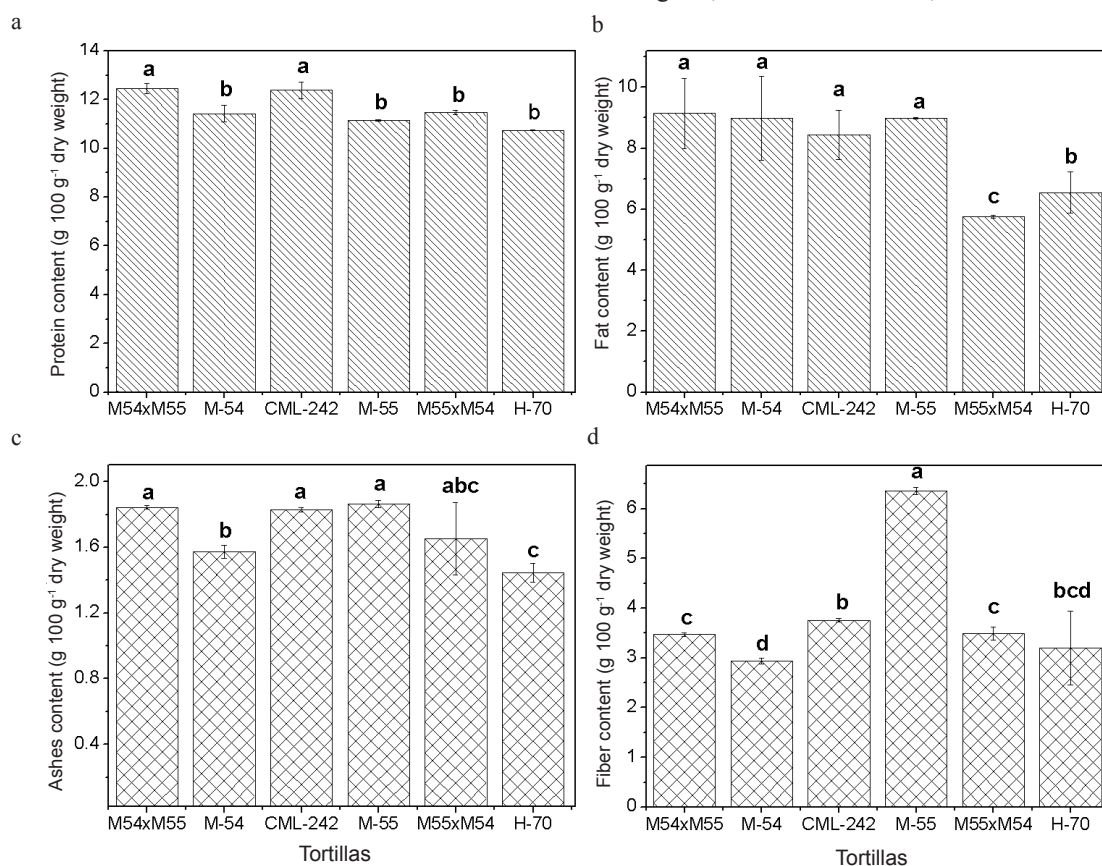 a
Protein content (g 100 g⁻¹ dry weight)
14
12
10
8
6
4
2
0
a
b
a
b
b
b
M54xM55
M-54
CML-242
M-55
M55xM54
H-70
b
Fat content (g 100 g⁻¹ dry weight)
10
8
6
4
2
0
a
a
a
a
c
b
M54xM55
M-54
CML-242
M-55
M55xM54
H-70
c
Ashes content (g 100 g⁻¹ dry weight)
2.0
1.6
1.2
0.8
0.4
a
b
a
a
abc
c
M54xM55
M-54
CML-242
M-55
M55xM54
H-70
Tortillas
d
Fiber content (g 100 g⁻¹ dry weight)
6
5
4
3
2
1
0
c
d
b
a
c
bcd
M54xM55
M-54
CML-242
M-55
M55xM54
H-70
Tortillas